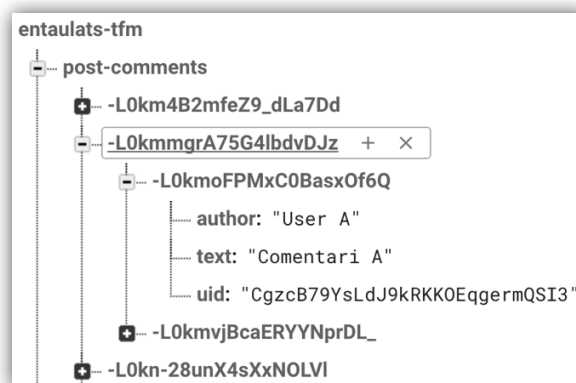 entaulats-tfm
post-comments
-L0km4B2mfeZ9_dLa7Dd
-L0kmmgrA75G4lbdvDJz + ×
-L0kmoFPMxC0BasxOf6Q
author: "User A"
text: "Comentari A"
uid: "CgzcB79YsLdJ9kRKKOEqgermQSI3"
-L0kmvjBcaERYYNprDL_
-L0kn-28unX4sXxNOLVl